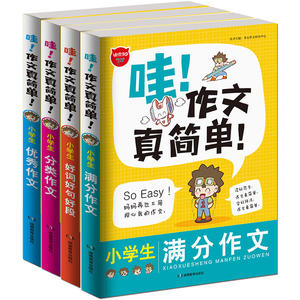 哇！作文真简单！
小学生
优秀作文
哇！作文真简单！
小学生
分类作文
哇！作文真简单！
小学生
好词好句好段
哇！作文真简单！
小学生
满分作文
哇！作文
真简单！
So Easy！
妈妈再也不用
担心我的作文。
小学生
满分作文
XIAOXUESHENG MANFEN ZUOWEN